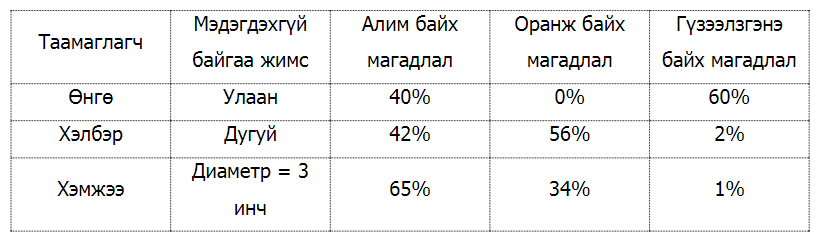 Таамаглагч Мэдэгдэхгүй байгаа жимс Алим байх магадлал Оранж байх магадлал Гүзээлзгэнэ байх магадлал
Өнгө Улаан 40% 0% 60%
Хэлбэр Дугуй 42% 56% 2%
Хэмжээ Диаметр = 3 инч 65% 34% 1%